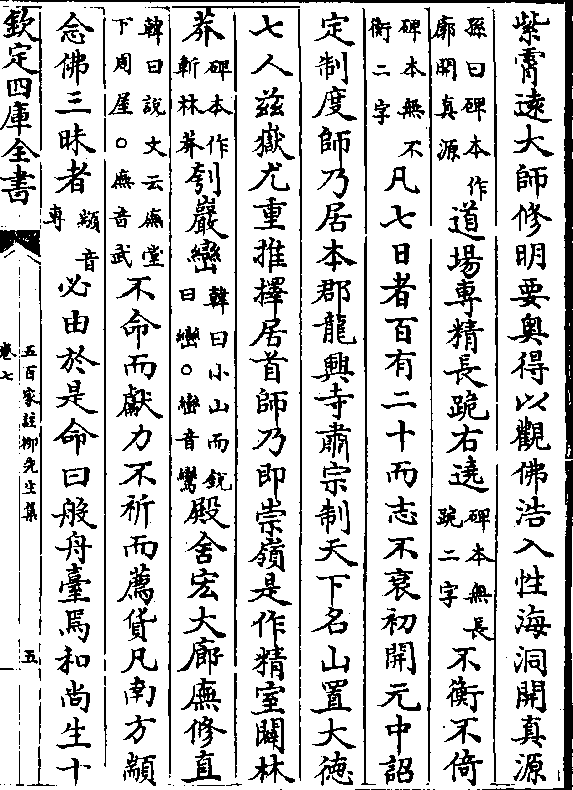 紫霄遠大師修明要奧得以觀佛浩入性海洞開真源
孫曰碑本作廓開真源道場專精長跪右遶碑本無長跪二字不衡不倚
碑本無不衡二字凡七日者百有二十而志不衰初開元中詔
定制度師乃居本郡龍興寺肅宗制天下名山置大德
七人茲嶽尤重推擇居首師乃即崇嶺是作精室闢林
莽碑本作斬林莽刳巖巒韓曰小山而銳曰巒○巒音鸞殿舍宏大廊廡修直
韓曰說文云廡堂下周屋○廡音武不命而獻力不祈而薦貨凡南方顓
念佛三昧者顓音專必由於是命曰般舟臺焉和尚生十
欽定四庫全書
五百家註柳先生集
卷七
五